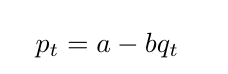 p_t = a − bq_t